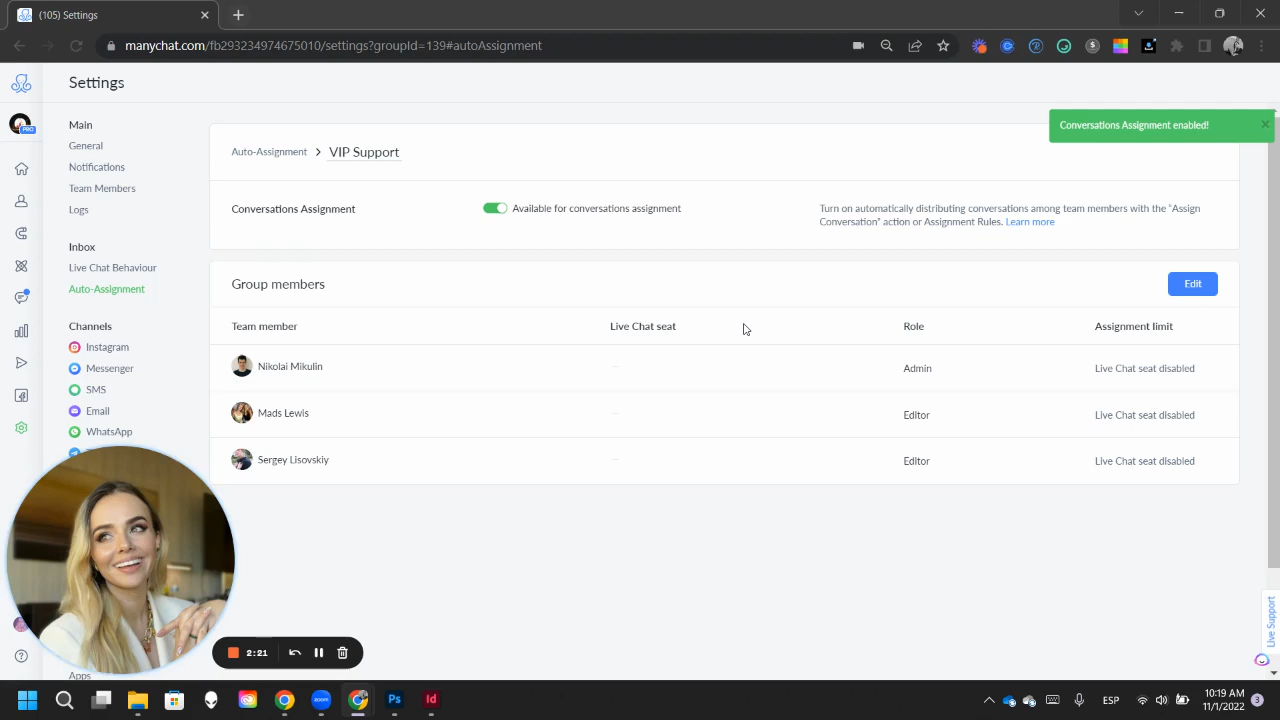 (105) Settings
manychat.com/fb293234974675010/settings?groupId=139#autoAssignment
Settings
PRO
Main
General
Notifications
Team Members
Logs
Inbox
Live Chat Behaviour
Auto-Assignment
Channels
Instagram
Messenger
SMS
Email
WhatsApp
Apps
Conversations Assignment enabled!
Auto-Assignment
VIP Support
Conversations Assignment
Available for conversations assignment
Turn on automatically distributing conversations among team members with the “Assign
Conversation” action or Assignment Rules. Learn more
Group members
Edit
Team member Live Chat seat Role Assignment limit
Nikolai Mikulin — Admin Live Chat seat disabled
Mads Lewis — Editor Live Chat seat disabled
Sergey Lisovskiy — Editor Live Chat seat disabled
Live Support
2:21
zoom
Ps
Id
ESP
10:19 AM
11/1/2022
3